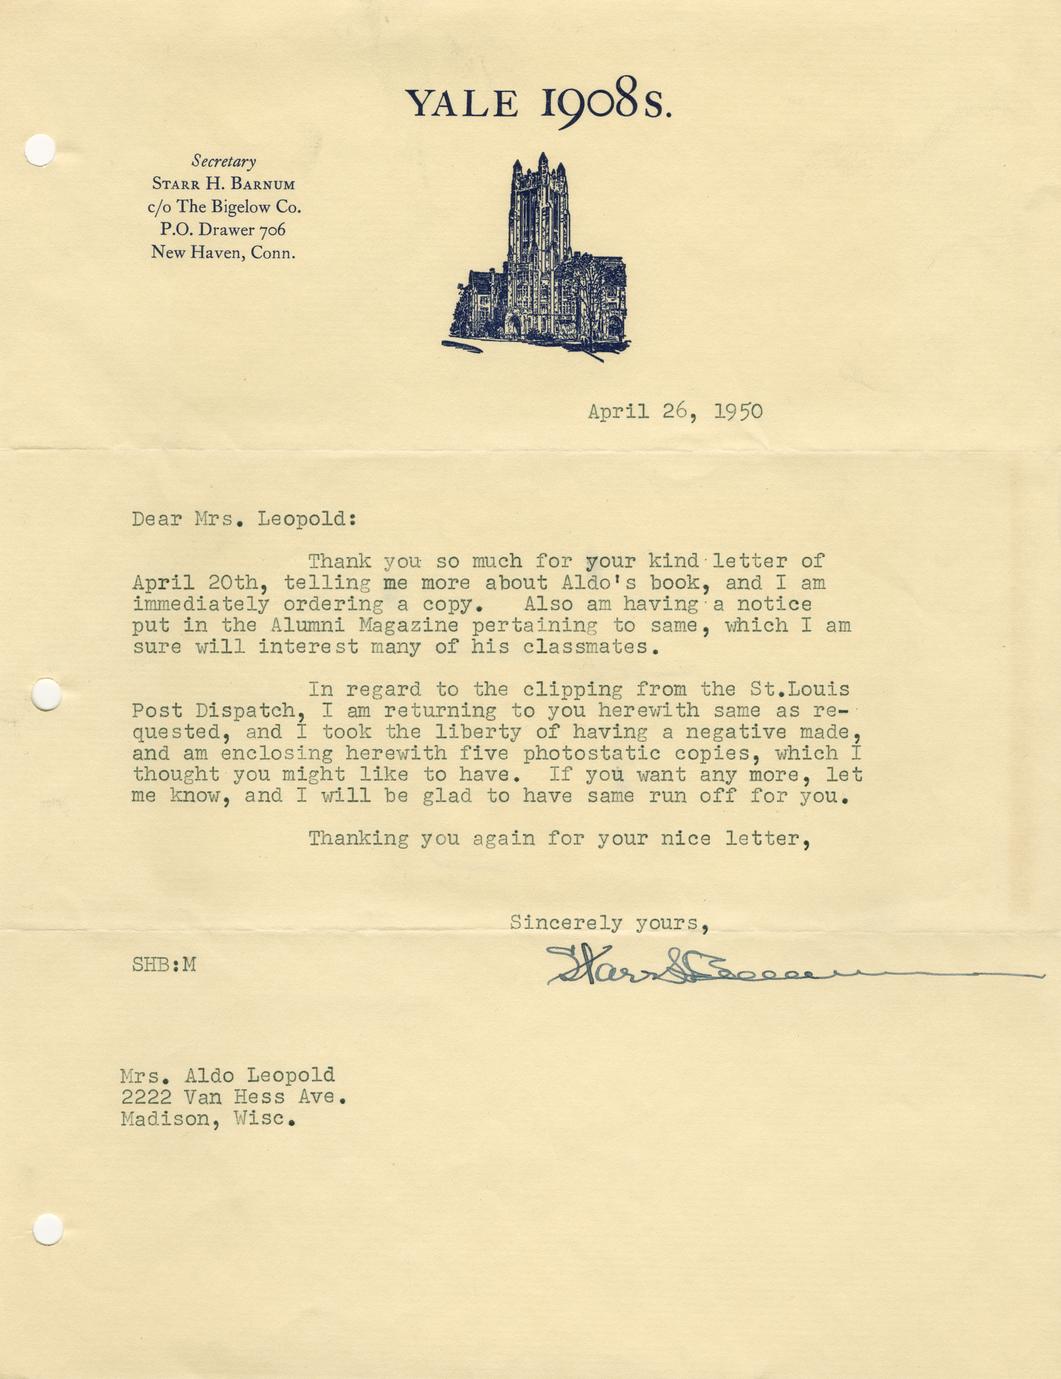 YALE 1908 S.
Secretary
STARR H. BARNUM
c/o The Bigelow Co.
P.O. Drawer 706
New Haven, Conn.
April 26, 1950
Dear Mrs. Leopold:
Thank you so much for your kind letter of
April 20th, telling me more about Aldo's book, and I am
immediately ordering a copy. Also am having a notice
put in the Alumni Magazine pertaining to same, which I am
sure will interest many of his classmates.
In regard to the clipping from the St.Louis
Post Dispatch, I am returning to you herewith same as re-
quested, and I took the liberty of having a negative made,
and am enclosing herewith five photostatic copies, which I
thought you might like to have. If you want any more, let
me know, and I will be glad to have same run off for you.
Thanking you again for your nice letter,
Sincerely yours,
Starr H Barnum
SHB:M
Mrs. Aldo Leopold
2222 Van Hess Ave.
Madison, Wisc.